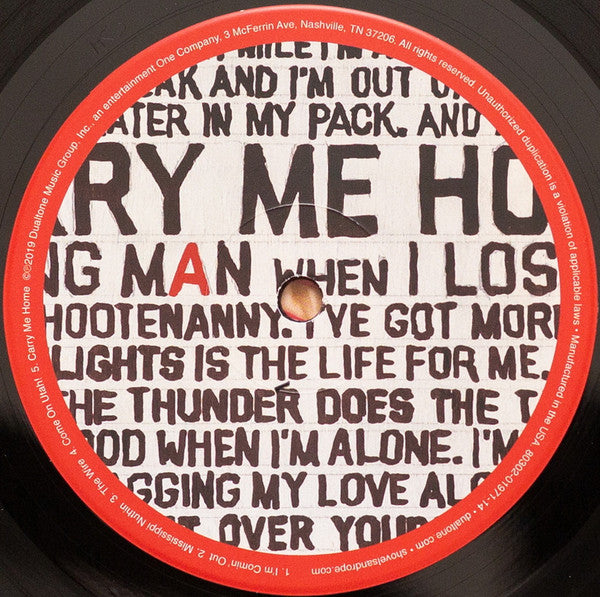 1. I'm Comin' Out 2. Mississippi Nuthin' 3. The Wire 4. Come On Utah! 5. Carry Me Home ©℗2019 Dualtone Music Group, Inc., an entertainment One Company, 3 McFerrin Ave, Nashville, TN 37206. All rights reserved. Unauthorized duplication is a violation of applicable laws • Manufactured in the USA 80302-01971-14 • dualtone.com • shovelsandrope.com
AK AND I'M OUT O
ATER IN MY PACK. AND
RY ME HO
NG MAN WHEN I LOS
HOOTENANNY. I'VE GOT MOR
LIGHTS IS THE LIFE FOR ME.
THE THUNDER DOES THE T
OOD WHEN I'M ALONE. I'M
GGING MY LOVE ALO
T OVER YOUR